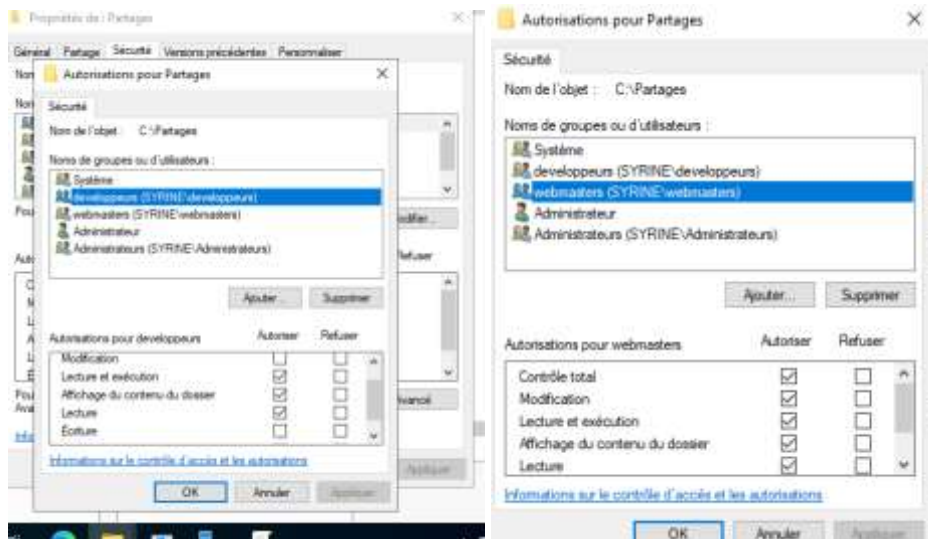 Propriétés de : Partages
Général Partage Sécurité Versions précédentes Personnaliser
Autorisations pour Partages
Sécurité
Nom de l'objet : C:\Partages
Noms de groupes ou d'utilisateurs :
Système
developpeurs (SYRINE\developpeurs)
webmasters (SYRINE\webmasters)
Administrateur
Administrateurs (SYRINE\Administrateurs)
Ajouter... Supprimer
Autorisations pour developpeurs Autoriser Refuser
Modification
Lecture et exécution
Affichage du contenu du dossier
Lecture
Écriture
Informations sur le contrôle d'accès et les autorisations
OK Annuler Appliquer
Refuser
Appliquer
Autorisations pour Partages
Sécurité
Nom de l'objet : C:\Partages
Noms de groupes ou d'utilisateurs :
Système
developpeurs (SYRINE\developpeurs)
webmasters (SYRINE\webmasters)
Administrateur
Administrateurs (SYRINE\Administrateurs)
Ajouter... Supprimer
Autorisations pour webmasters Autoriser Refuser
Contrôle total
Modification
Lecture et exécution
Affichage du contenu du dossier
Lecture
Informations sur le contrôle d'accès et les autorisations
OK Annuler Appliquer